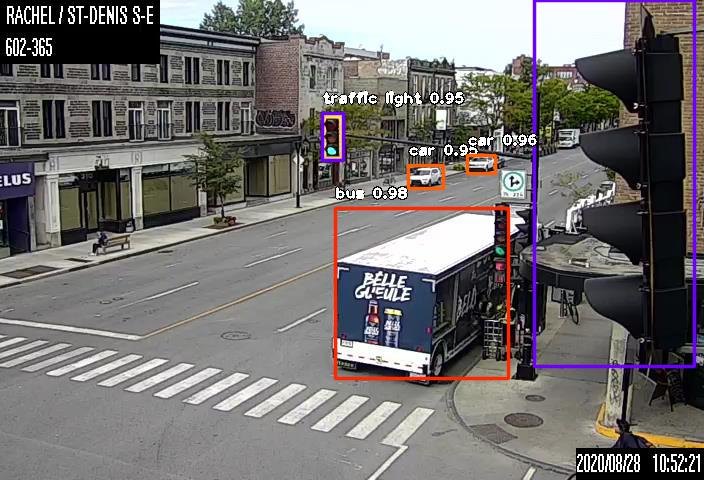 RACHEL / ST-DENIS S-E
602-365
traffic light 0.95
car 0.95
car 0.96
bus 0.98
ELUS
BELLE
GUEULE
2020/08/28 10:52:21